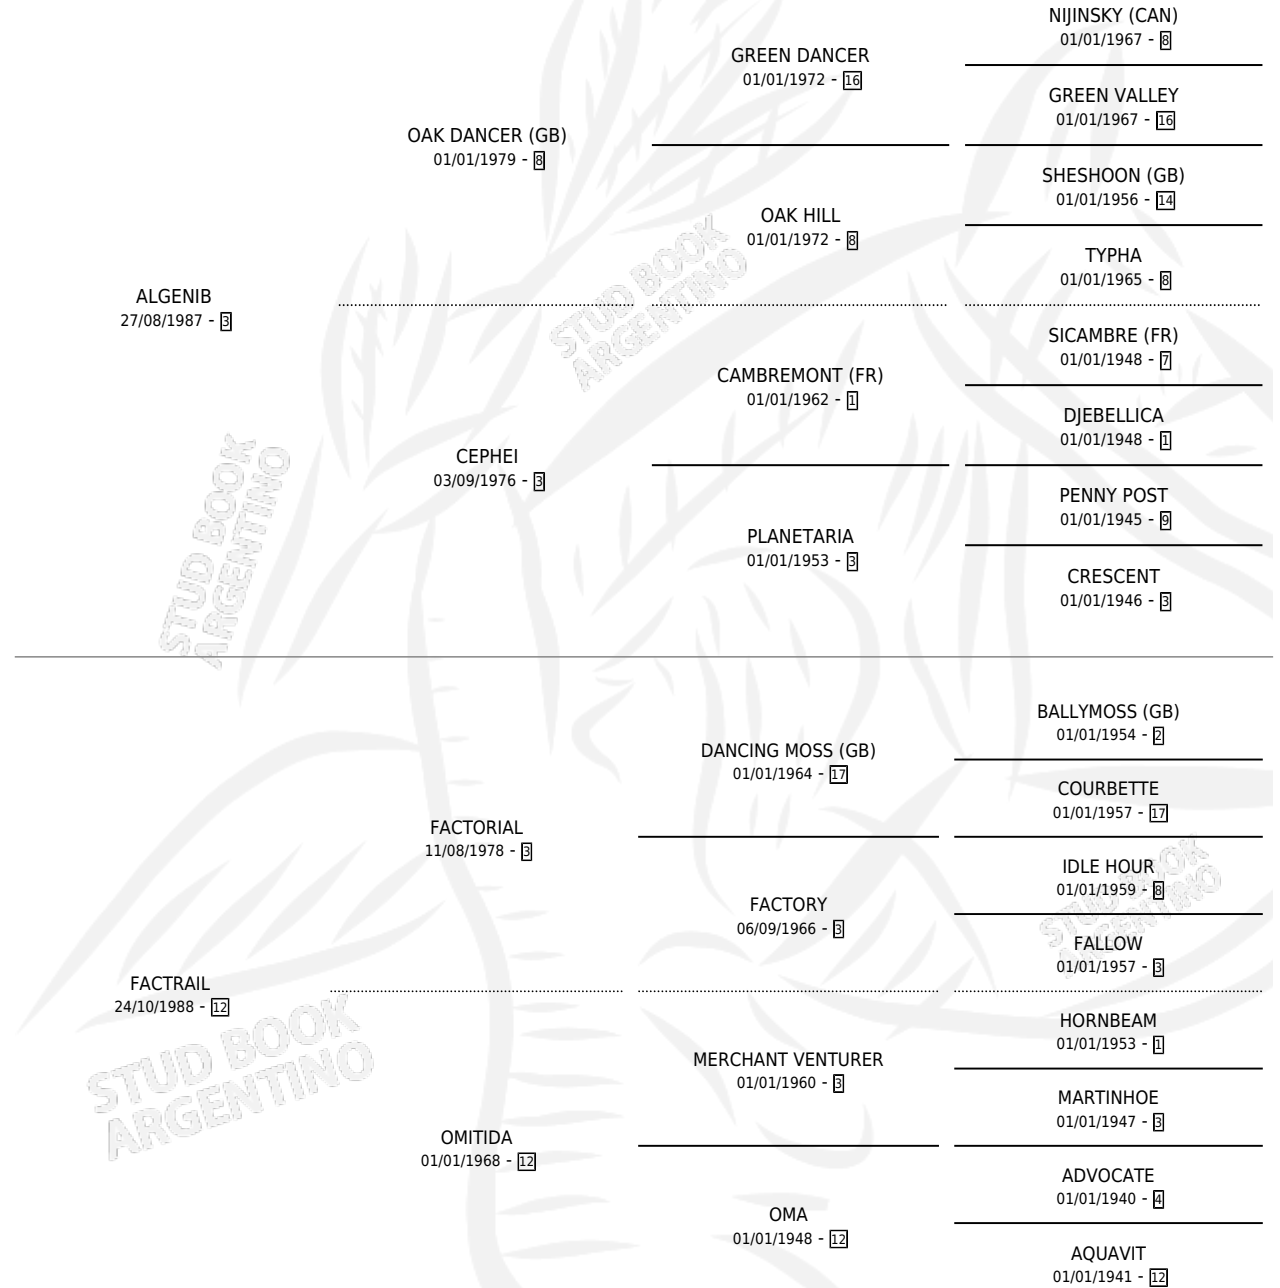 NIJINSKY (CAN)
01/01/1967 - 8
GREEN DANCER
01/01/1972 - 16
GREEN VALLEY
01/01/1967 - 16
OAK DANCER (GB)
01/01/1979 - 8
SHESHOON (GB)
01/01/1956 - 14
OAK HILL
01/01/1972 - 8
TYPHA
01/01/1965 - 8
ALGENIB
27/08/1987 - 3
SICAMBRE (FR)
01/01/1948 - 7
CAMBREMONT (FR)
01/01/1962 - 1
DJEBELLICA
01/01/1948 - 1
CEPHEI
03/09/1976 - 3
PENNY POST
01/01/1945 - 9
PLANETARIA
01/01/1953 - 3
CRESCENT
01/01/1946 - 3
STUD BOOK
ARGENTINO
STUD BOOK
ARGENTINO
BALLYMOSS (GB)
01/01/1954 - 2
DANCING MOSS (GB)
01/01/1964 - 17
COURBETTE
01/01/1957 - 17
FACTORIAL
11/08/1978 - 3
IDLE HOUR
01/01/1959 - 8
FACTORY
06/09/1966 - 3
FALLOW
01/01/1957 - 3
STUD BOOK
ARGENTINO
FACTRAIL
24/10/1988 - 12
HORNBEAM
01/01/1953 - 1
MERCHANT VENTURER
01/01/1960 - 3
MARTINHOE
01/01/1947 - 3
STUD BOOK
ARGENTINO
OMITIDA
01/01/1968 - 12
ADVOCATE
01/01/1940 - 4
OMA
01/01/1948 - 12
AQUAVIT
01/01/1941 - 12